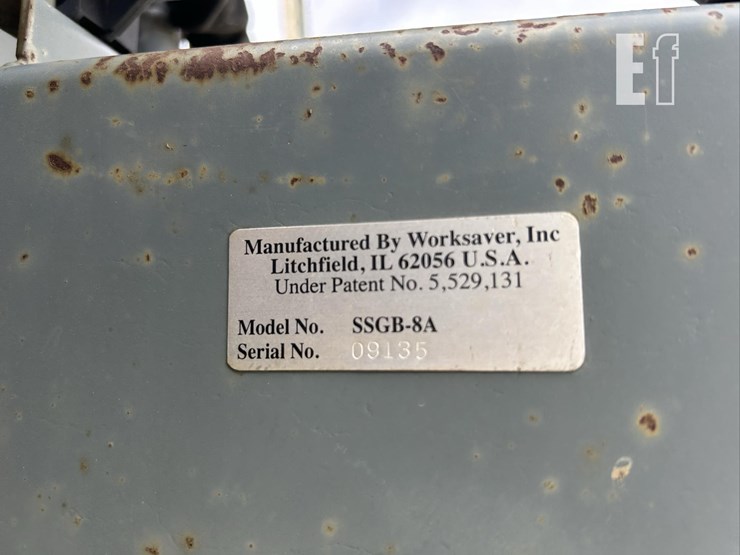 Ef
Manufactured By Worksaver, Inc
Litchfield, IL 62056 U.S.A.
Under Patent No. 5,529,131
Model No. SSGB-8A
Serial No. 09135